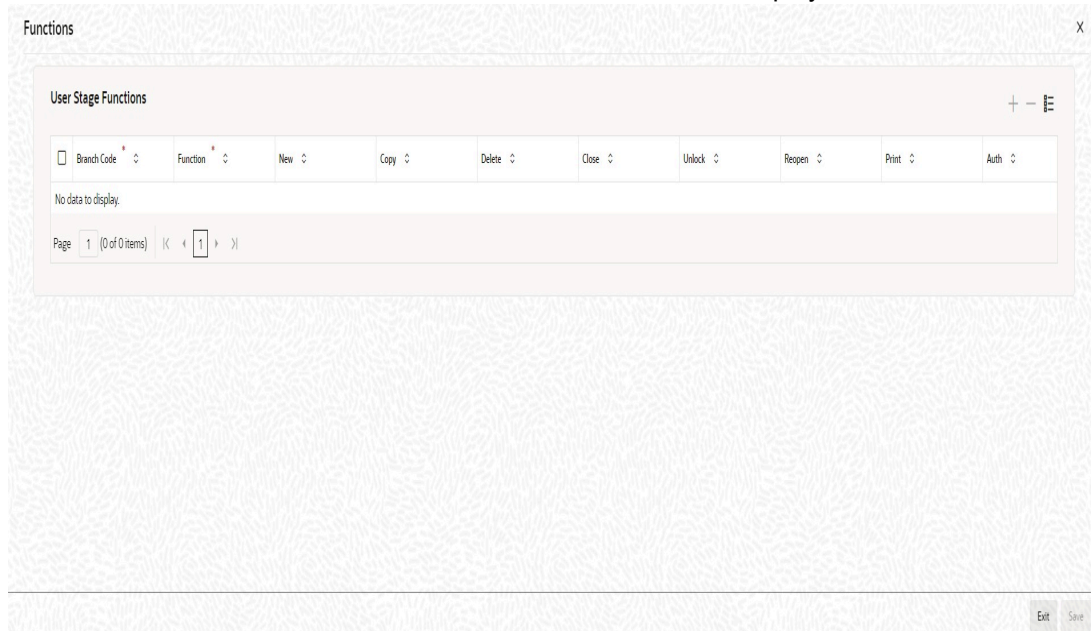 Functions X
User Stage Functions
Branch Code * Function * New Copy Delete Close Unlock Reopen Print Auth
No data to display.
Page 1 (0 of 0 items) 1
Exit Save